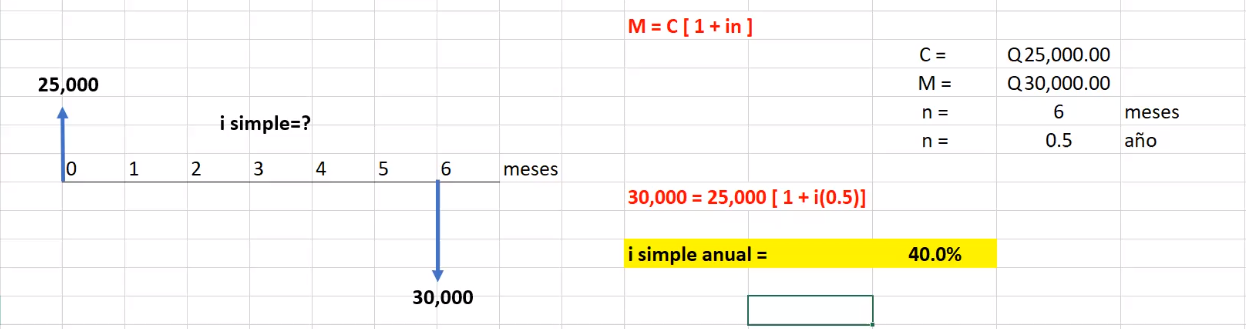 M = C [ 1 + in ]
C = Q25,000.00
25,000 M = Q30,000.00
i simple=? n = 6 meses
n = 0.5 año
0 1 2 3 4 5 6 meses
30,000 = 25,000 [ 1 + i(0.5)]
i simple anual = 40.0%
30,000